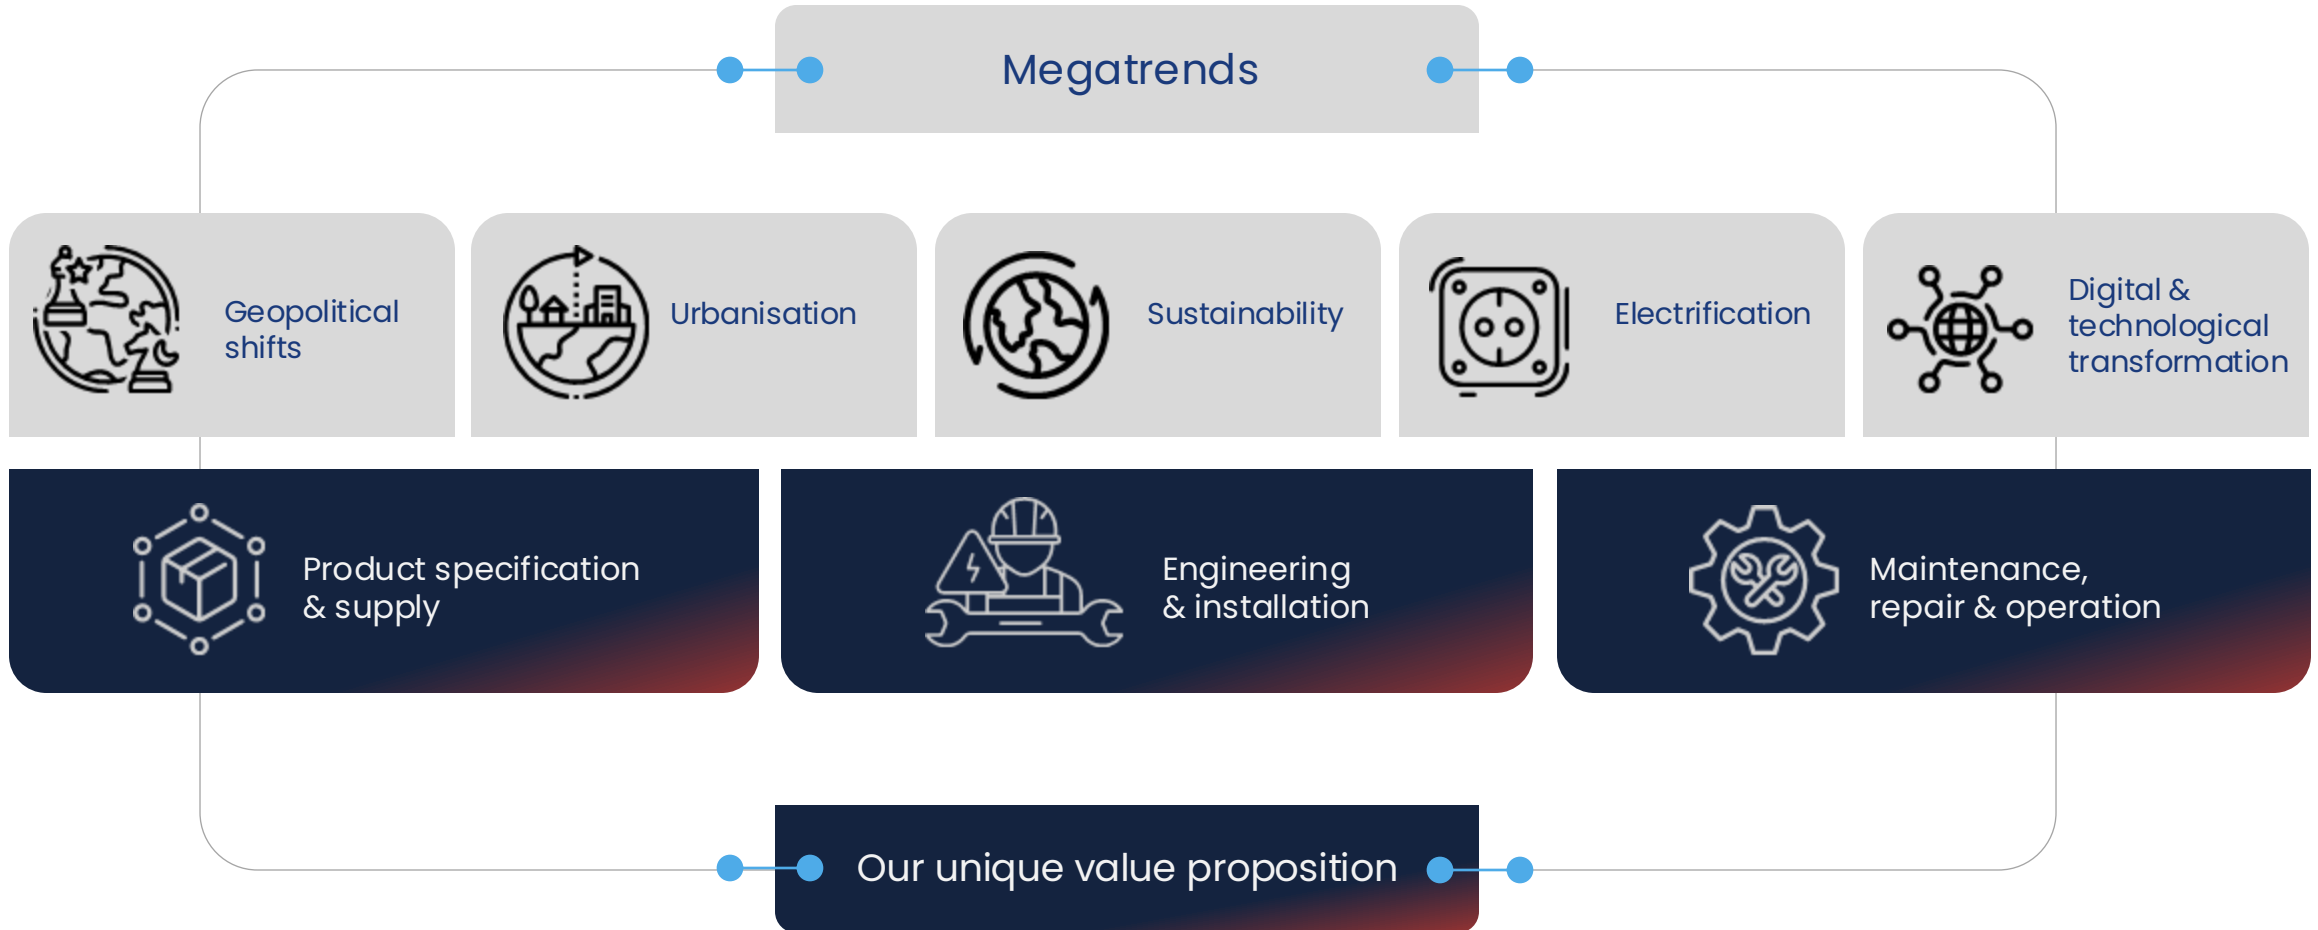 Megatrends
Geopolitical
shifts
Urbanisation
Sustainability
Electrification
Digital &
technological
transformation
Product specification
& supply
Engineering
& installation
Maintenance,
repair & operation
Our unique value proposition